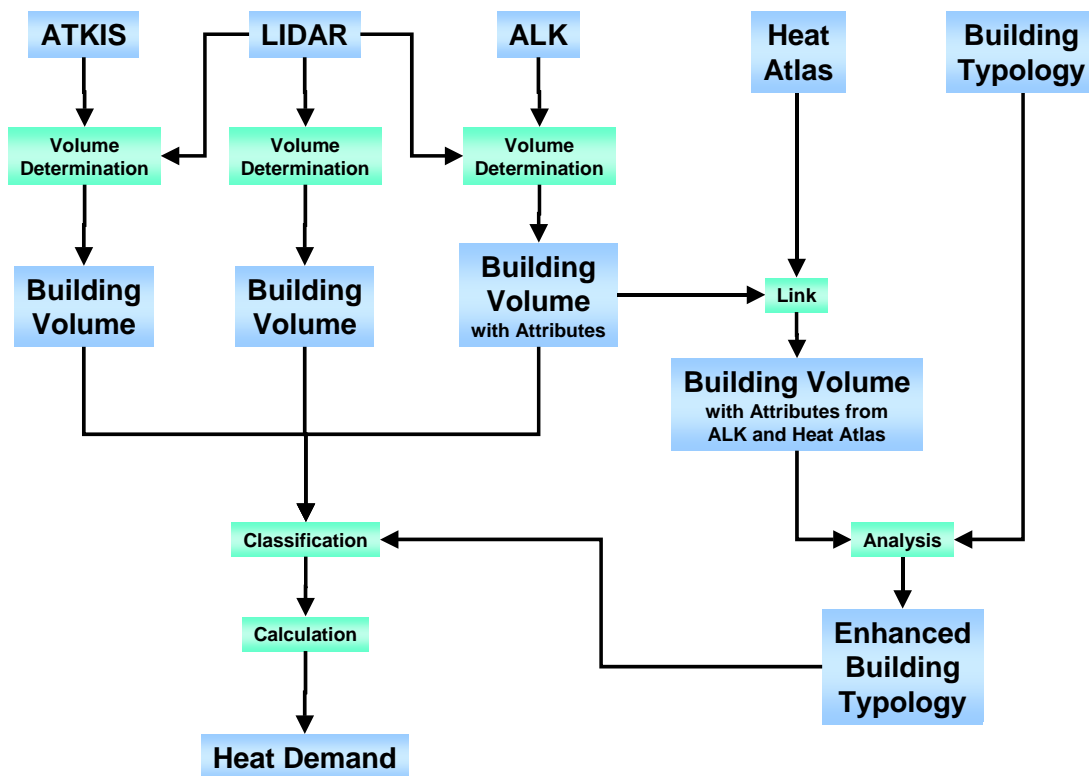 ATKIS
LIDAR
ALK
Heat
Atlas
Building
Typology
Volume
Determination
Volume
Determination
Volume
Determination
Building
Volume
Building
Volume
Building
Volume
with Attributes
Link
Building Volume
with Attributes from
ALK and Heat Atlas
Classification
Analysis
Calculation
Enhanced
Building
Typology
Heat Demand